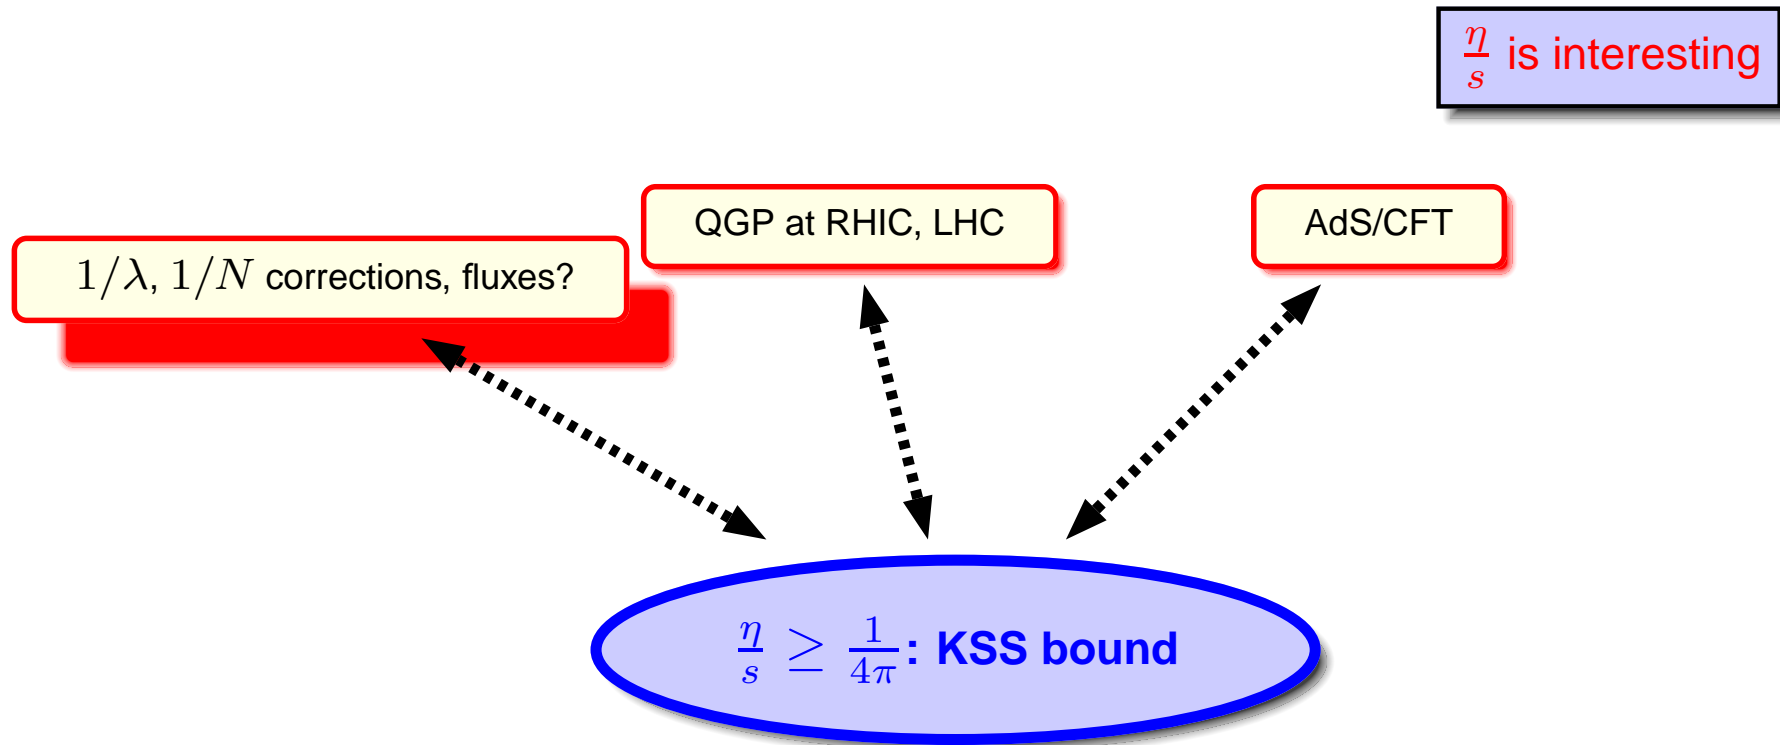 η/s is interesting
QGP at RHIC, LHC
AdS/CFT
1/λ, 1/N corrections, fluxes?
η/s ≥ 1/4π: KSS bound